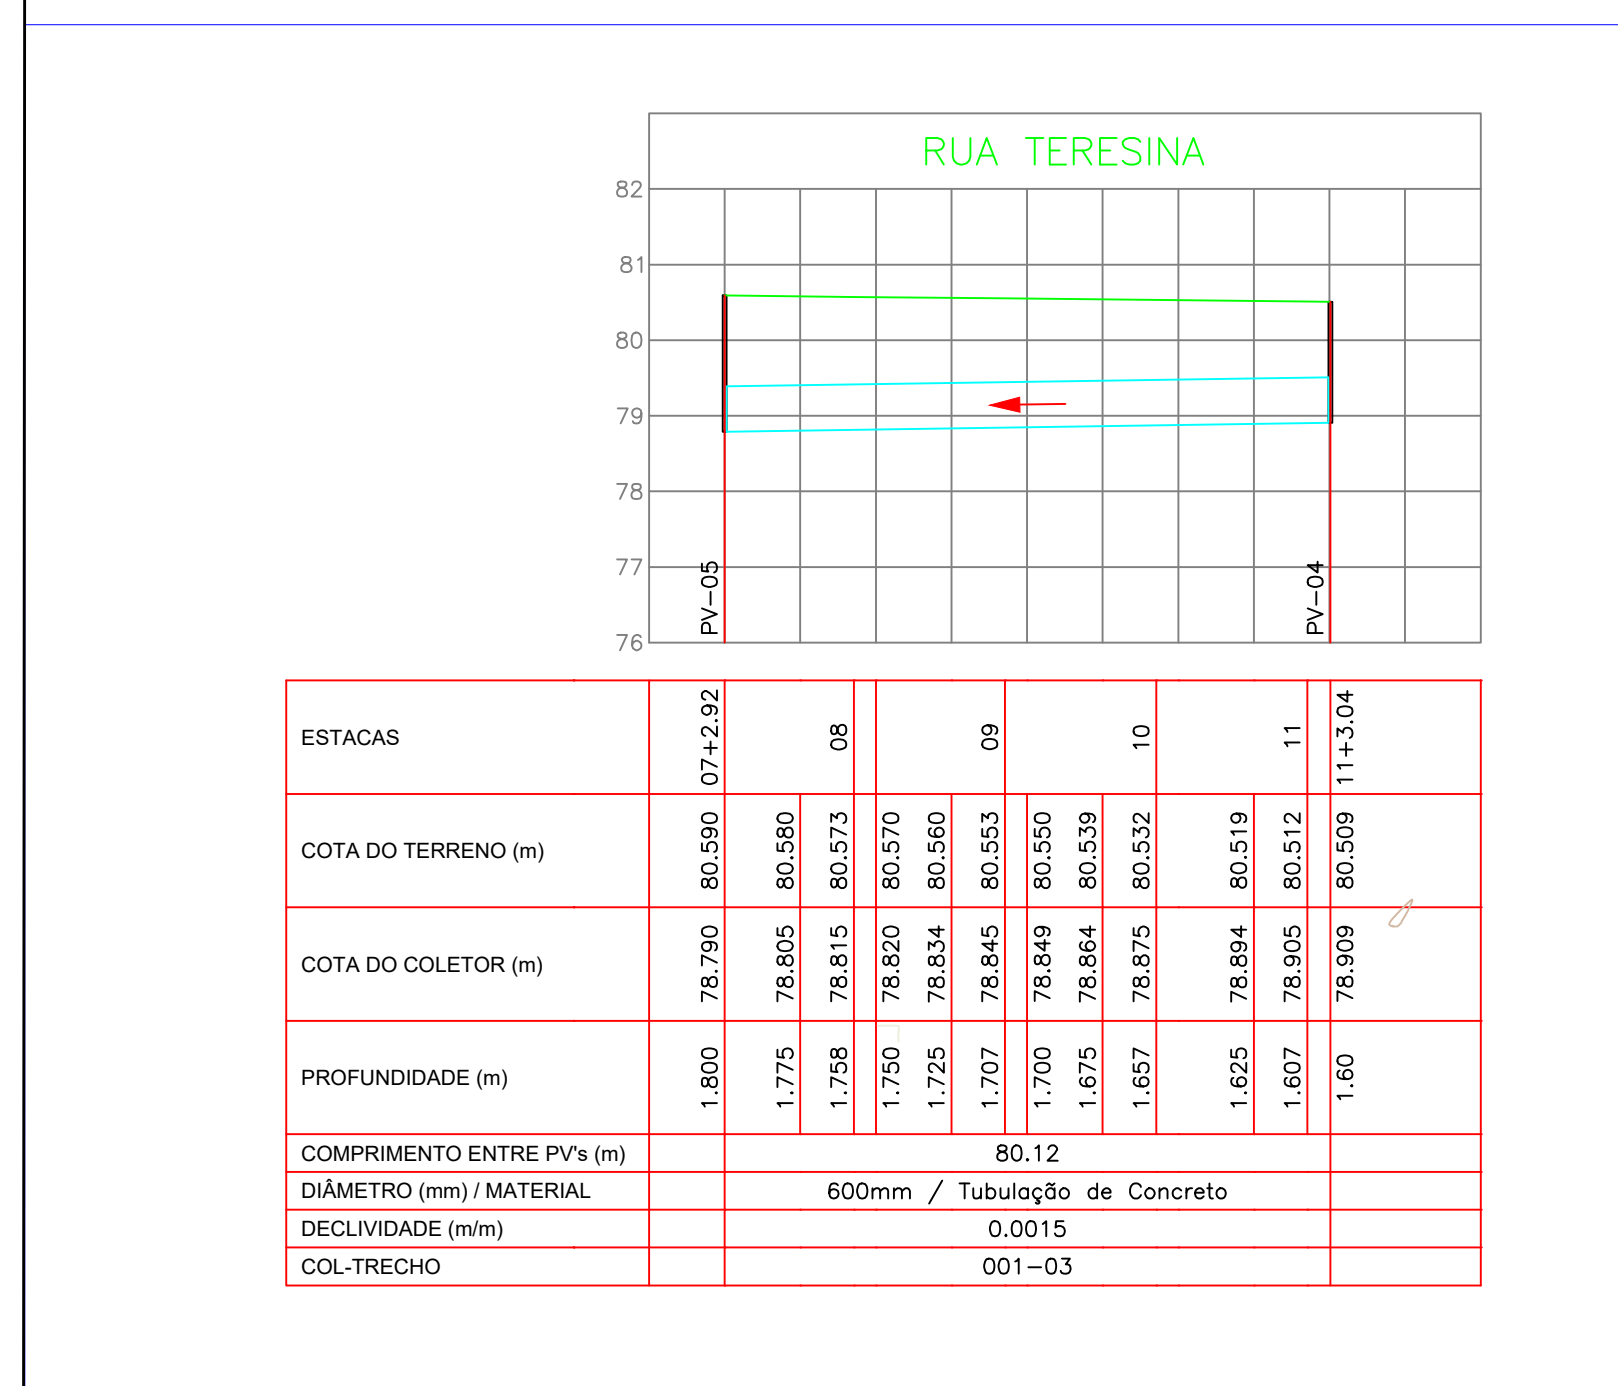 RUA TERESINA
82
81
80
79
78
77
76
PV-05
PV-04
ESTACAS 07+2.92 08 09 10 11 11+3.04
COTA DO TERRENO (m) 80.590 80.580 80.573 80.570 80.560 80.553 80.550 80.539 80.532 80.519 80.512 80.509
COTA DO COLETOR (m) 78.790 78.805 78.815 78.820 78.834 78.845 78.849 78.864 78.875 78.894 78.905 78.909
PROFUNDIDADE (m) 1.800 1.775 1.758 1.750 1.725 1.707 1.700 1.675 1.657 1.625 1.607 1.60
COMPRIMENTO ENTRE PV's (m) 80.12
DIÂMETRO (mm) / MATERIAL 600mm / Tubulação de Concreto
DECLIVIDADE (m/m) 0.0015
COL-TRECHO 001-03